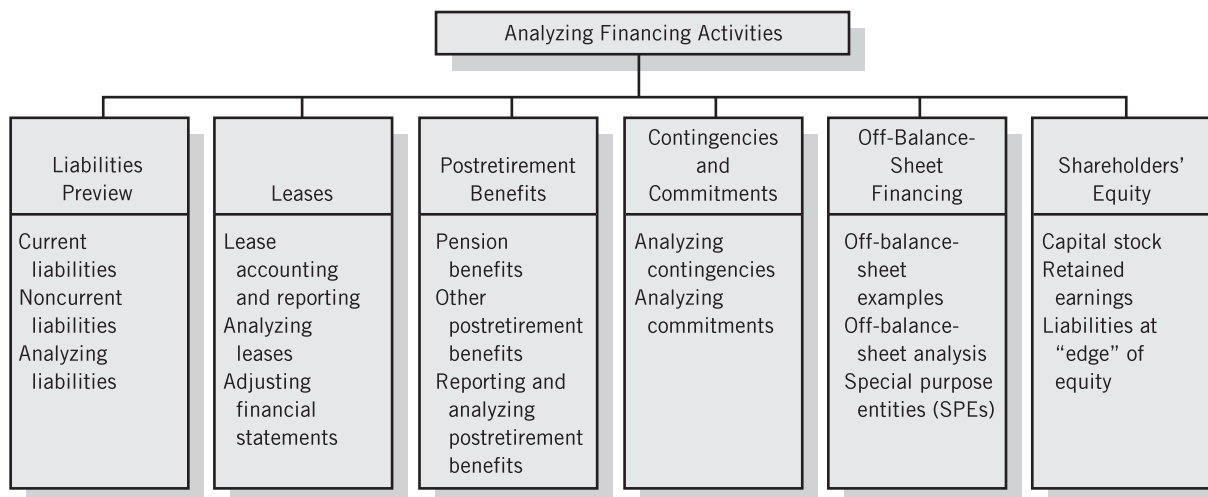 Analyzing Financing Activities
Liabilities
Preview
Current
liabilities
Noncurrent
liabilities
Analyzing
liabilities
Leases
Lease
accounting
and reporting
Analyzing
leases
Adjusting
financial
statements
Postretirement
Benefits
Pension
benefits
Other
postretirement
benefits
Reporting and
analyzing
postretirement
benefits
Contingencies
and
Commitments
Analyzing
contingencies
Analyzing
commitments
Off-Balance-
Sheet
Financing
Off-balance-
sheet
examples
Off-balance-
sheet analysis
Special purpose
entities (SPEs)
Shareholders’
Equity
Capital stock
Retained
earnings
Liabilities at
“edge” of
equity